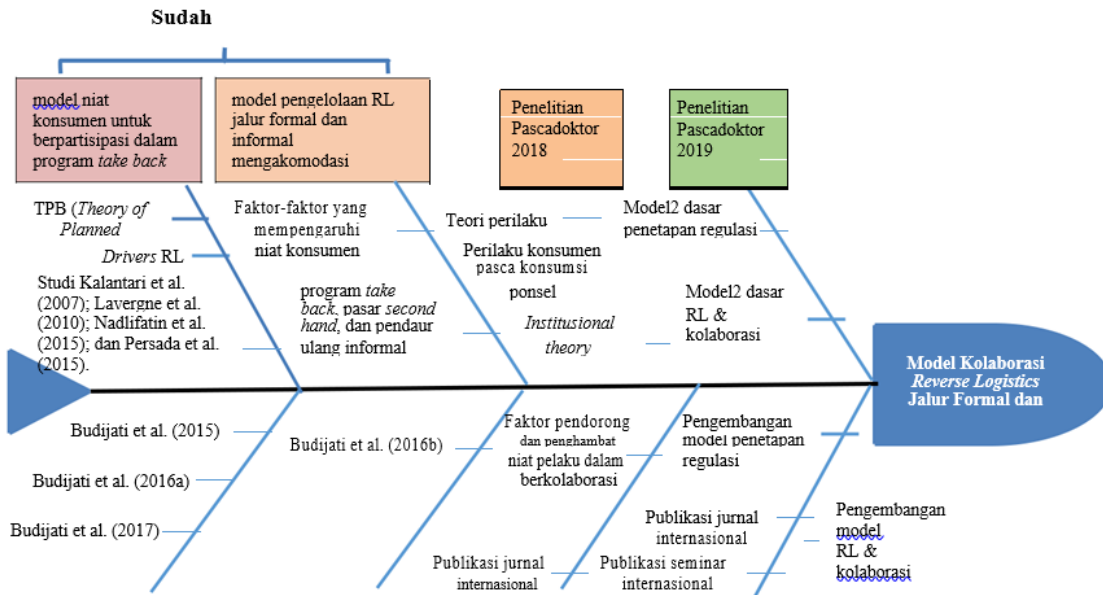 Sudah
model niat
konsumen untuk
berpartisipasi dalam
program take back
model pengelolaan RL
jalur formal dan
informal
mengakomodasi
Penelitian
Pascadoktor
2018
Penelitian
Pascadoktor
2019
TPB (Theory of
Planned
Drivers RL
Studi Kalantari et al.
(2007); Lavergne et al.
(2010); Nadlifatin et al.
(2015); dan Persada et al.
(2015).
Faktor-faktor yang
mempengaruhi
niat konsumen
program take
back, pasar second
hand, dan pendaur
ulang informal
Teori perilaku
Perilaku konsumen
pasca konsumsi
ponsel
Institusional
theory
Model2 dasar
penetapan regulasi
Model2 dasar
RL &
kolaborasi
Model Kolaborasi
Reverse Logistics
Jalur Formal dan
Budijati et al. (2015)
Budijati et al. (2016a)
Budijati et al. (2017)
Budijati et al. (2016b)
Faktor pendorong
dan penghambat
niat pelaku dalam
berkolaborasi
Publikasi jurnal
internasional
Pengembangan
model penetapan
regulasi
Publikasi jurnal
internasional
Publikasi seminar
internasional
Pengembangan
model
RL &
kolaborasi